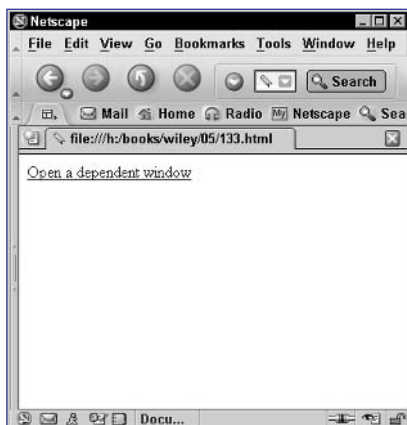 Netscape
File Edit View Go Bookmarks Tools Window Help
Search
Mail Home Radio My Netscape Sea
file:///h:/books/wiley/05/133.html
Open a dependent window
Docu...